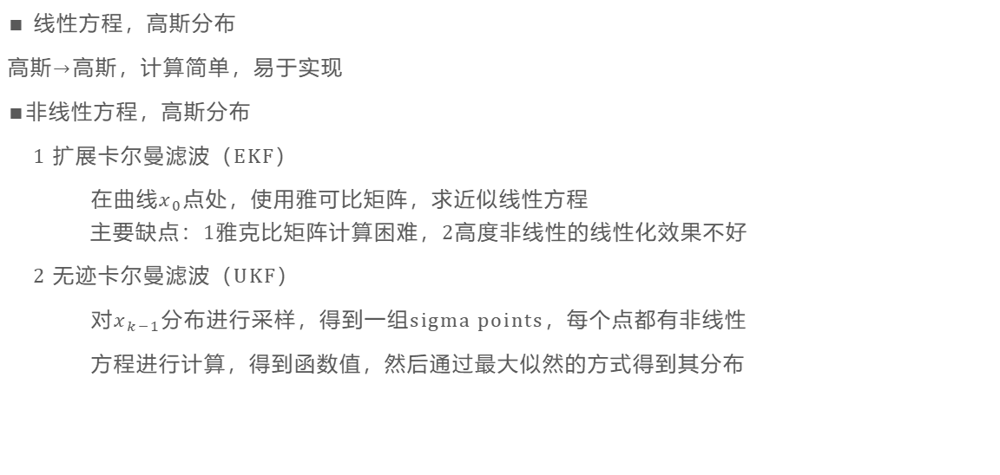 ■ 线性方程，高斯分布
高斯→高斯，计算简单，易于实现
■非线性方程，高斯分布
1 扩展卡尔曼滤波（EKF）
在曲线x₀点处，使用雅可比矩阵，求近似线性方程
主要缺点：1雅克比矩阵计算困难，2高度非线性的线性化效果不好
2 无迹卡尔曼滤波（UKF）
对xₖ₋₁分布进行采样，得到一组sigma points，每个点都有非线性
方程进行计算，得到函数值，然后通过最大似然的方式得到其分布